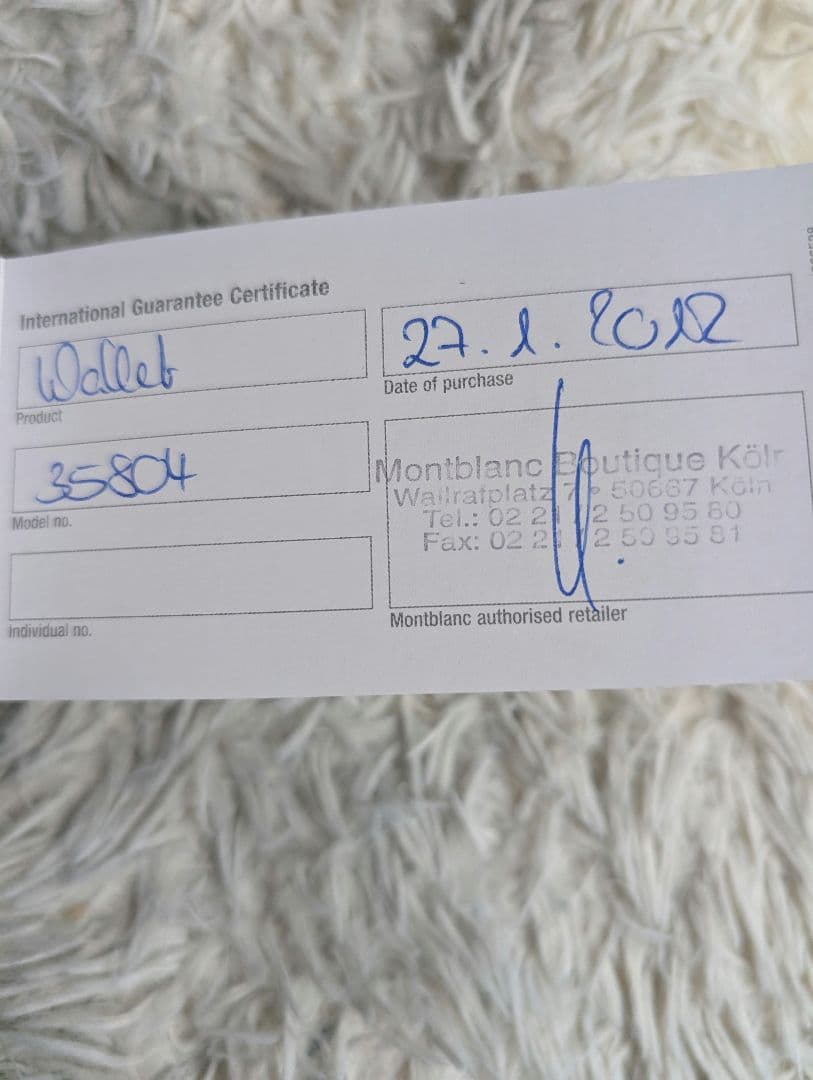 International Guarantee Certificate
Wallet
Product
27. 1. 2012
Date of purchase
35804
Model no.
Individual no.
Montblanc Boutique Köln
Wallrafplatz 7 • 50667 Köln
Tel.: 02 21 / 2 50 95 80
Fax: 02 21 / 2 50 95 81
Montblanc authorised retailer